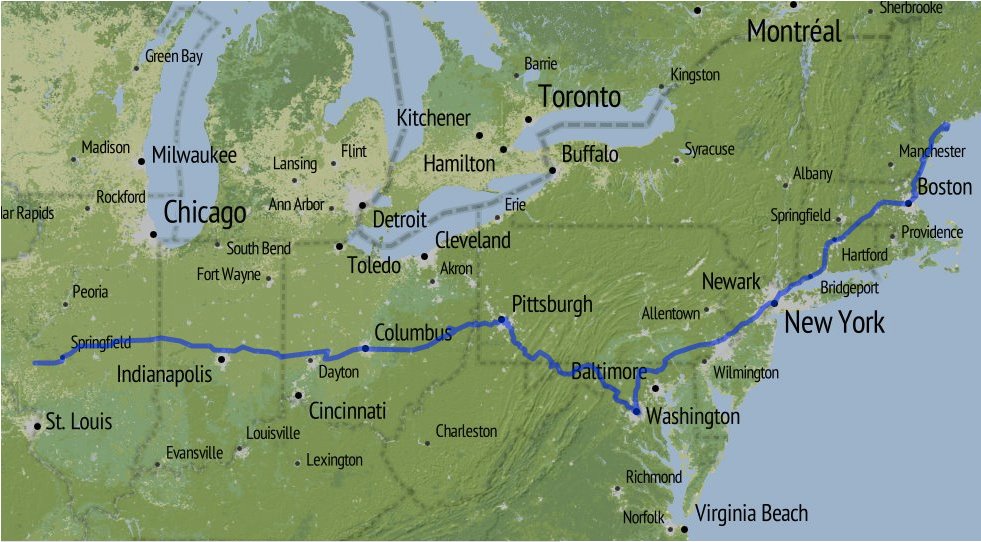 Sherbrooke
Montréal
Green Bay
Barrie
Kingston
Toronto
Kitchener
Madison
Milwaukee
Flint
Lansing
Hamilton
Buffalo
Syracuse
Manchester
Albany
Boston
Rockford
Chicago
Ann Arbor
Detroit
Erie
Springfield
Providence
dar Rapids
South Bend
Cleveland
Hartford
Fort Wayne
Toledo
Akron
Newark
Bridgeport
Peoria
Pittsburgh
Allentown
New York
Springfield
Columbus
Indianapolis
Dayton
Baltimore
Wilmington
Cincinnati
Washington
St. Louis
Louisville
Charleston
Evansville
Lexington
Richmond
Norfolk
Virginia Beach